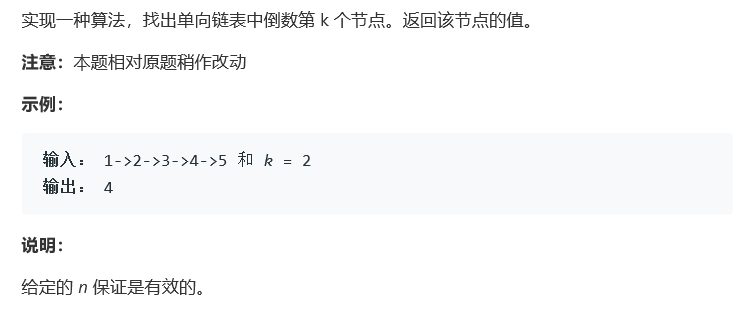 实现一种算法，找出单向链表中倒数第 k 个节点。返回该节点的值。
注意：本题相对原题稍作改动
示例：
输入： 1->2->3->4->5 和 k = 2
输出： 4
说明：
给定的 n 保证是有效的。